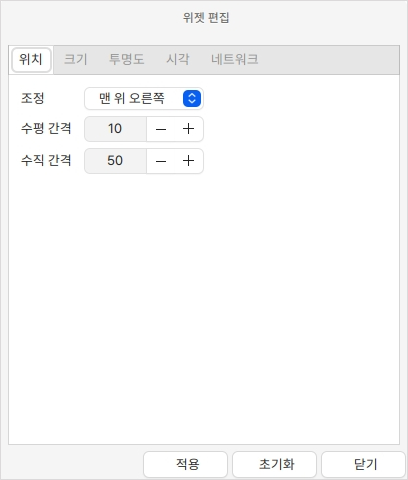 위젯 편집
위치 크기 투명도 시각 네트워크
조정 맨 위 오른쪽
수평 간격 10 − +
수직 간격 50 − +
적용 초기화 닫기